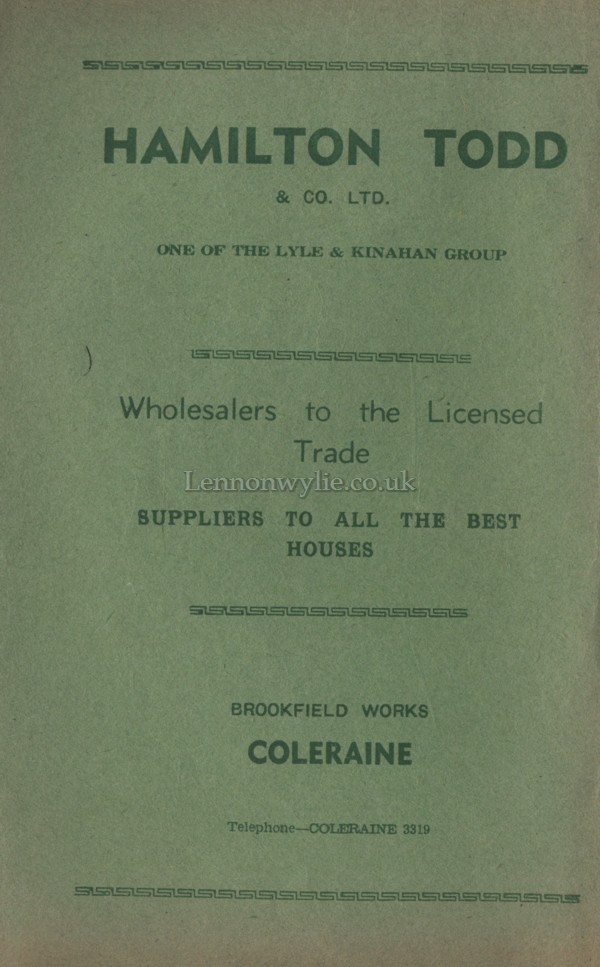 HAMILTON TODD
& CO. LTD.
ONE OF THE LYLE & KINAHAN GROUP
Wholesalers to the Licensed
Trade
Lennonwylie.co.uk
SUPPLIERS TO ALL THE BEST
HOUSES
BROOKFIELD WORKS
COLERAINE
Telephone—COLERAINE 3319